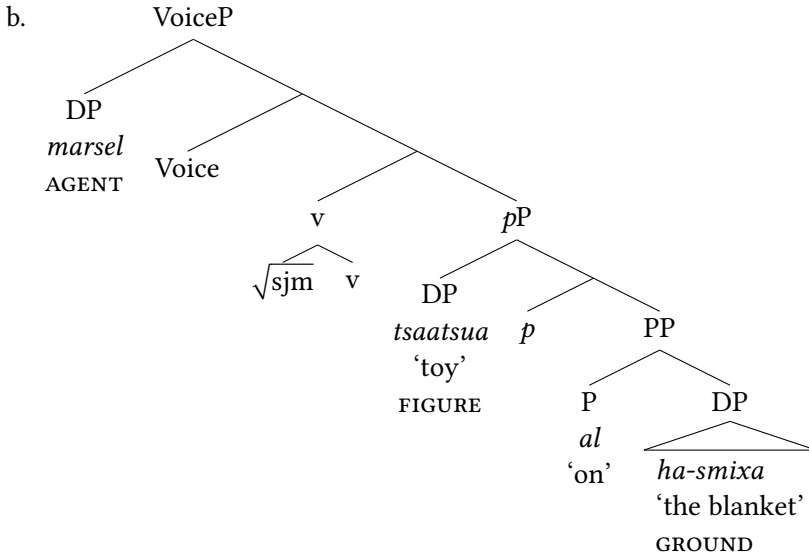 b.
VoiceP
DP
marsel
AGENT
Voice
v
√sjm v
pP
DP
tsaatsua
‘toy’
FIGURE
p
PP
P
al
‘on’
DP
ha-smixa
‘the blanket’
GROUND